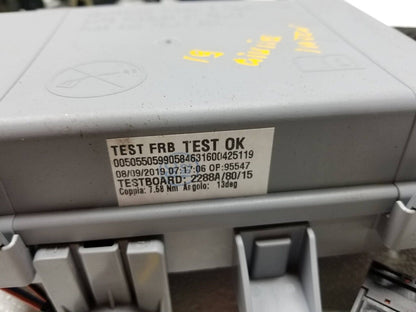 TEST FRB TEST OK
00505505990584631600425119
08/09/2019 07:17:06 OP:95547
TESTBOARD: 2288A/80/15
Coppia: 7.58 Nm Angolo: 13deg